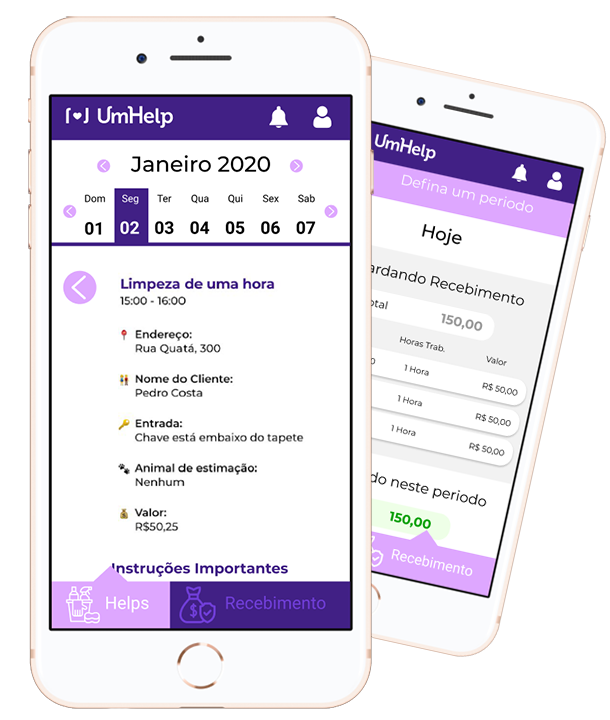 UmHelp
Janeiro 2020
Dom Seg Ter Qua Qui Sex Sab
01 02 03 04 05 06 07
Limpeza de uma hora
15:00 - 16:00
Endereço:
Rua Quatá, 300
Nome do Cliente:
Pedro Costa
Entrada:
Chave está embaixo do tapete
Animal de estimação:
Nenhum
Valor:
R$50,25
Instruções Importantes
Helps
Recebimento
UmHelp
Defina um periodo
Hoje
ardando Recebimento
otal 150,00
Horas Trab. Valor
0 1 Hora R$ 50,00
1 Hora R$ 50,00
1 Hora R$ 50,00
do neste periodo
150,00
Recebimento